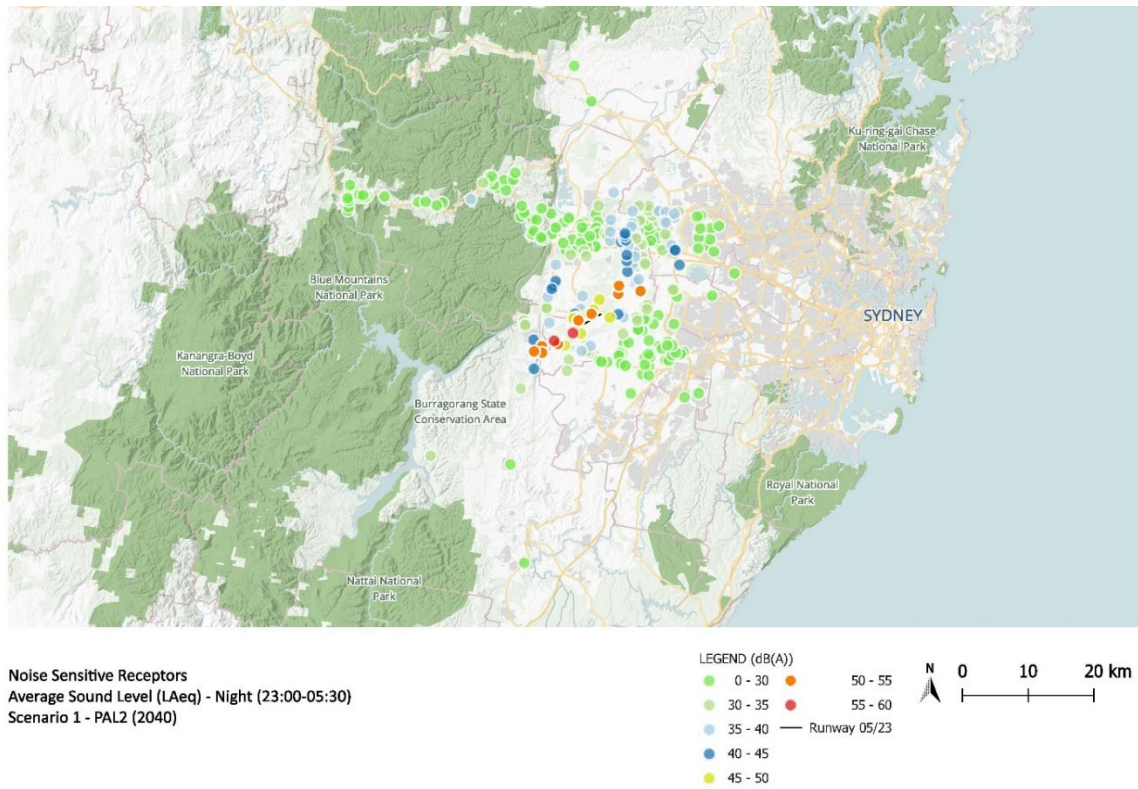 Ku-ring-gai Chase
National Park
Blue Mountains
National Park
SYDNEY
Kanangra-Boyd
National Park
Burragorang State
Conservation Area
Royal National
Park
Nattai National
Park
Noise Sensitive Receptors
Average Sound Level (LAeq) - Night (23:00-05:30)
Scenario 1 - PAL2 (2040)
LEGEND (dB(A))
0 - 30
50 - 55
30 - 35
55 - 60
35 - 40
Runway 05/23
40 - 45
45 - 50
N
0 10 20 km